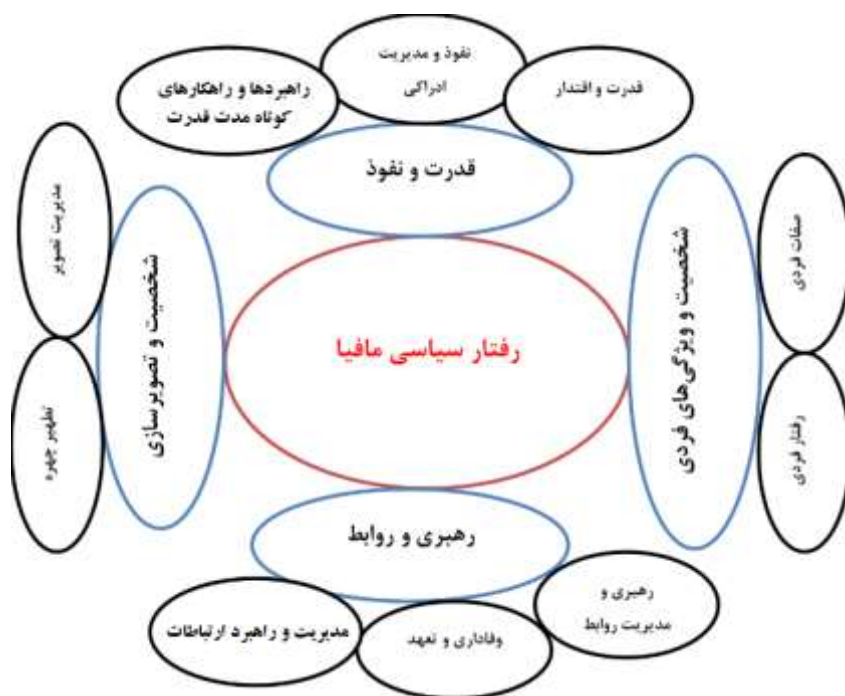 نفوذ و مدیریت
ادراکی
راهبردها و راهکارهای
کوتاه مدت قدرت
قدرت و اقتدار
قدرت و نفوذ
صفات فردی
شخصیت و ویژگی‌های فردی
رفتار فردی
رفتار سیاسی مافیا
مدیریت تصویر
شخصیت و تصویرسازی
تطهیر چهره
رهبری و روابط
رهبری و
مدیریت روابط
وفاداری و تعهد
مدیریت و راهبرد ارتباطات